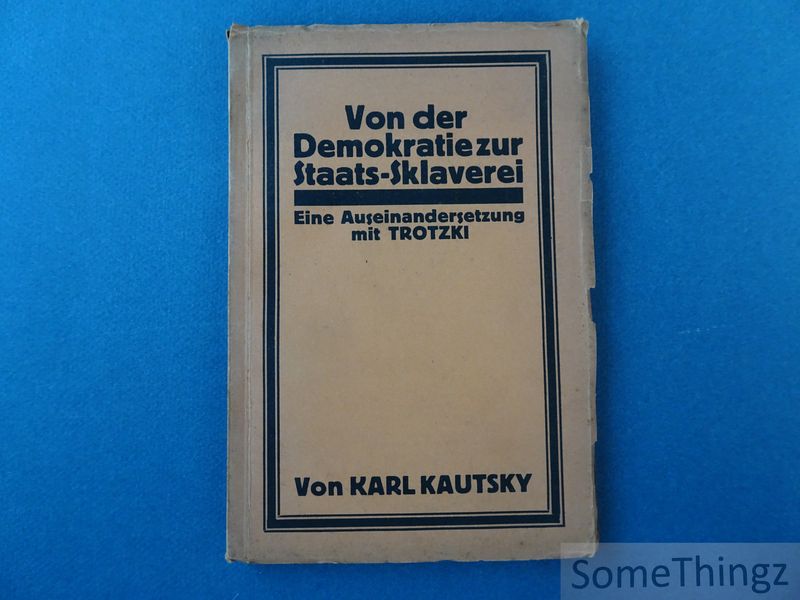 Von der
Demokratie zur
Staats-Sklaverei
Eine Auseinandersetzung
mit TROTZKI
Von KARL KAUTSKY
SomeThingz